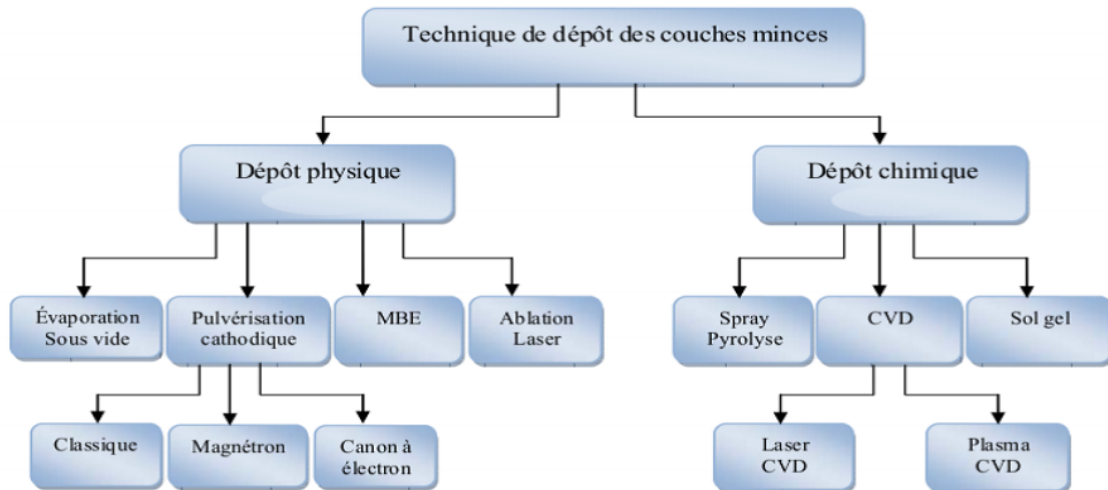 Technique de dépôt des couches minces
Dépôt physique
Dépôt chimique
Évaporation
Sous vide
Pulvérisation
cathodique
MBE
Ablation
Laser
Spray
Pyrolyse
CVD
Sol gel
Classique
Magnétron
Canon à
électron
Laser
CVD
Plasma
CVD